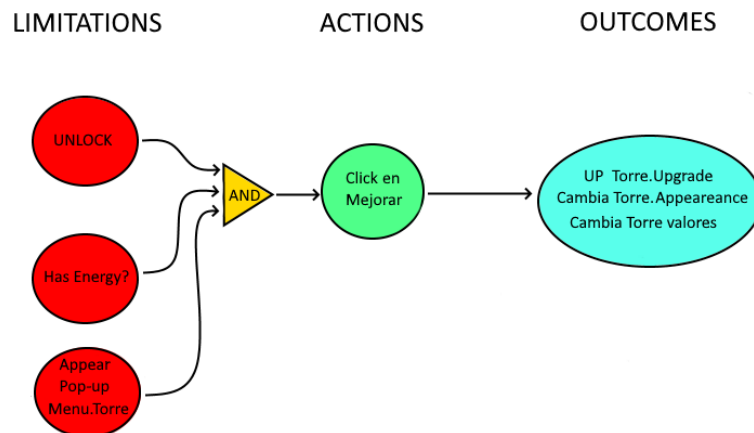 LIMITATIONS
ACTIONS
OUTCOMES
UNLOCK
Has Energy?
Appear
Pop-up
Menu.Torre
AND
Click en
Mejorar
UP Torre.Upgrade
Cambia Torre.Appeareance
Cambia Torre valores